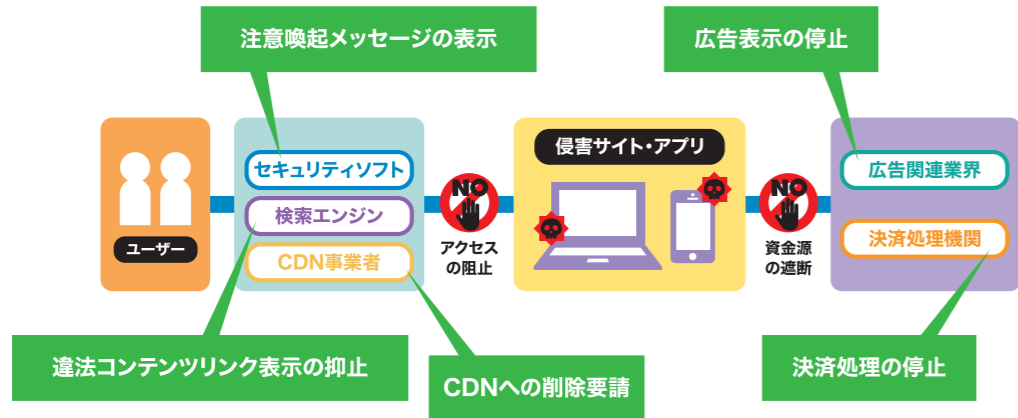 注意喚起メッセージの表示
広告表示の停止
侵害サイト・アプリ
セキュリティソフト
検索エンジン
CDN事業者
ユーザー
NO
アクセス
の阻止
NO
資金源
の遮断
広告関連業界
決済処理機関
違法コンテンツリンク表示の抑止
CDNへの削除要請
決済処理の停止